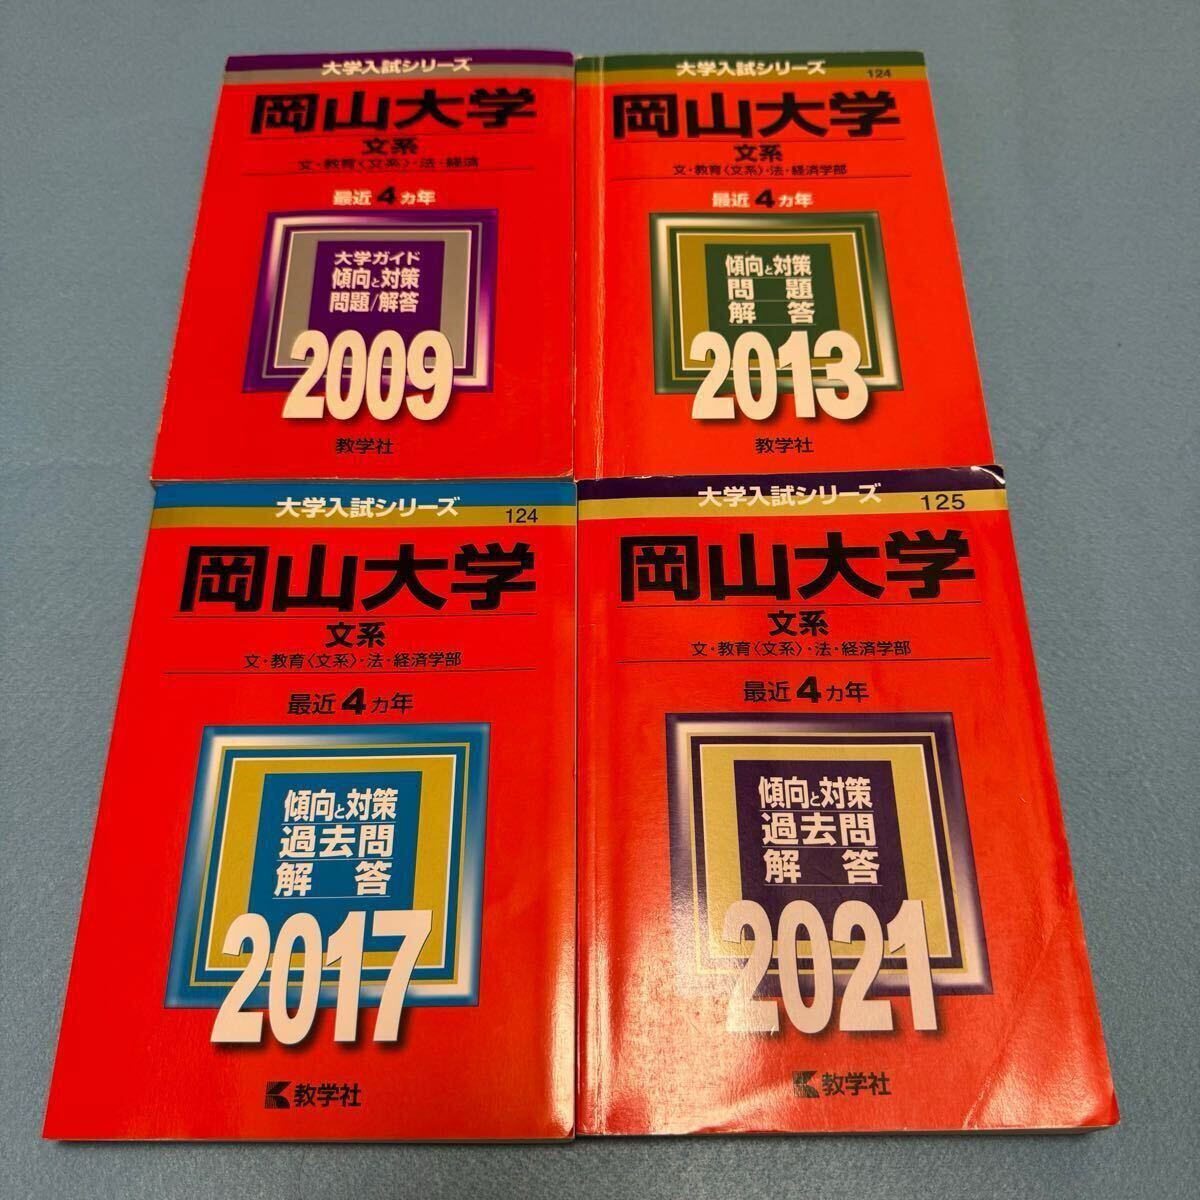 大学入試シリーズ
岡山大学
文系
文・教育〈文系〉・法・経済
最近4カ年
大学ガイド
傾向と対策
問題/解答
2009
教学社
大学入試シリーズ
124
岡山大学
文系
文・教育〈文系〉・法・経済学部
最近4カ年
傾向と対策
問題
解答
2013
教学社
大学入試シリーズ
124
岡山大学
文系
文・教育〈文系〉・法・経済学部
最近4カ年
傾向と対策
過去問
解答
2017
教学社
大学入試シリーズ
125
岡山大学
文系
文・教育〈文系〉・法・経済学部
最近4カ年
傾向と対策
過去問
解答
2021
教学社